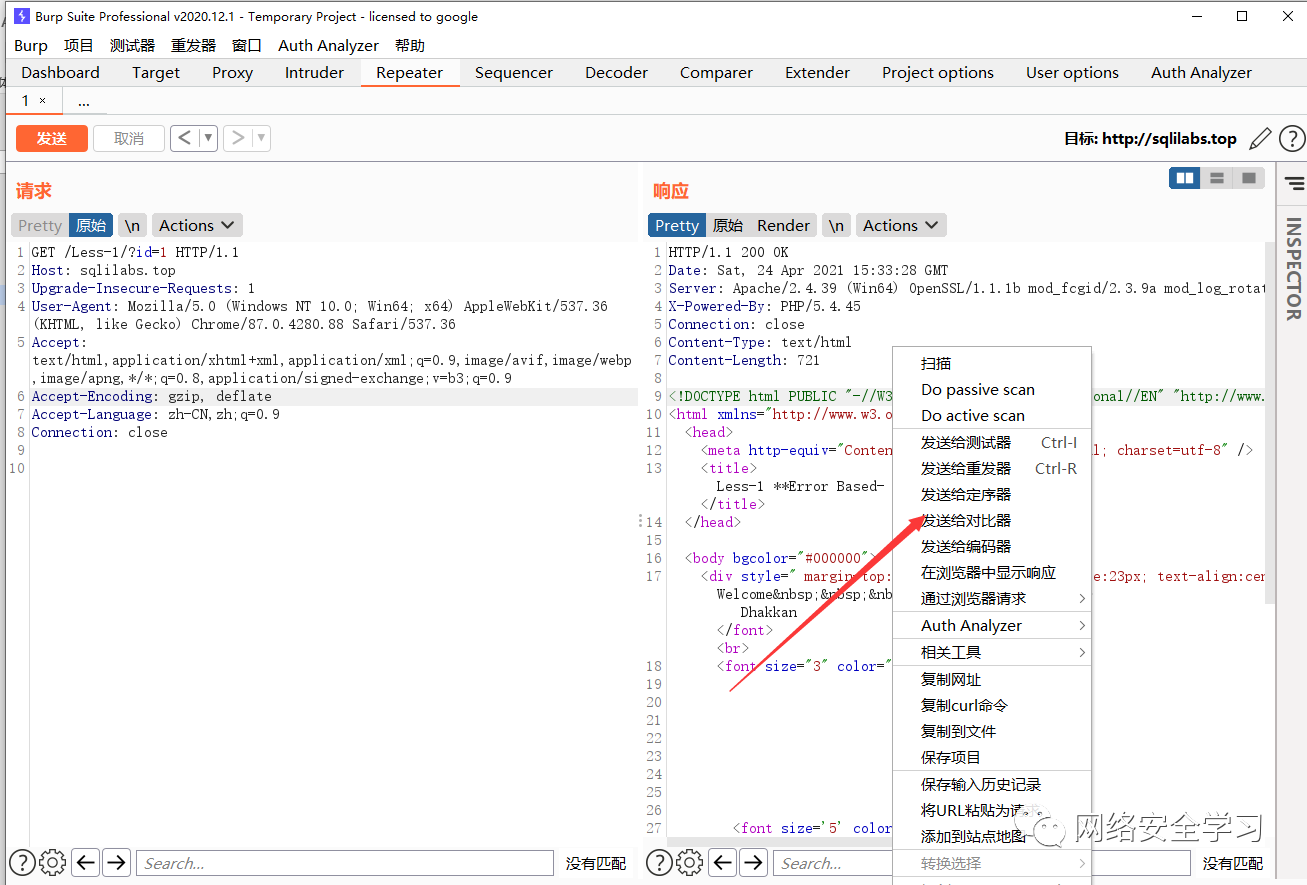 Burp Suite Professional v2020.12.1 - Temporary Project - licensed to google
Burp 项目 测试器 重发器 窗口 Auth Analyzer 帮助
Dashboard Target Proxy Intruder Repeater Sequencer Decoder Comparer Extender Project options User options Auth Analyzer
1 × ...
发送 取消 < > 目标: http://sqlilabs.top ?
请求
Pretty 原始 \n Actions
1 GET /Less-1/?id=1 HTTP/1.1
2 Host: sqlilabs.top
3 Upgrade-Insecure-Requests: 1
4 User-Agent: Mozilla/5.0 (Windows NT 10.0; Win64; x64) AppleWebKit/537.36
(KHTML, like Gecko) Chrome/87.0.4280.88 Safari/537.36
5 Accept:
text/html,application/xhtml+xml,application/xml;q=0.9,image/avif,image/webp
,image/apng,*/*;q=0.8,application/signed-exchange;v=b3;q=0.9
6 Accept-Encoding: gzip, deflate
7 Accept-Language: zh-CN,zh;q=0.9
8 Connection: close
9
10
? Search... 没有匹配
响应
Pretty 原始 Render \n Actions
INSPECTOR
1 HTTP/1.1 200 OK
2 Date: Sat, 24 Apr 2021 15:33:28 GMT
3 Server: Apache/2.4.39 (Win64) OpenSSL/1.1.1b mod_fcgid/2.3.9a mod_log_rotat
4 X-Powered-By: PHP/5.4.45
5 Connection: close
6 Content-Type: text/html
7 Content-Length: 721
8
9 <!DOCTYPE html PUBLIC "-//W3 onal//EN" "http://www.
10 <html xmlns="http://www.w3.o
11 <head>
12 <meta http-equiv="Conten l; charset=utf-8" />
13 <title>
Less-1 **Error Based-
</title>
14 </head>
15
16 <body bgcolor="#000000">
17 <div style=" margin-top: e:23px; text-align:cen
Welcome&nbsp;&nbsp;&nb
Dhakkan
</font>
<br>
18 <font size="3" color="
19
20
21
22
23
24
25
26
27 <font size='5' color
? Search... 没有匹配
扫描
Do passive scan
Do active scan
发送给测试器 Ctrl-I
发送给重发器 Ctrl-R
发送给定序器
发送给对比器
发送给编码器
在浏览器中显示响应
通过浏览器请求
Auth Analyzer
相关工具
复制网址
复制curl命令
复制到文件
保存项目
保存输入历史记录
将URL粘贴为请求
添加到站点地图
转换选择
网络安全学习